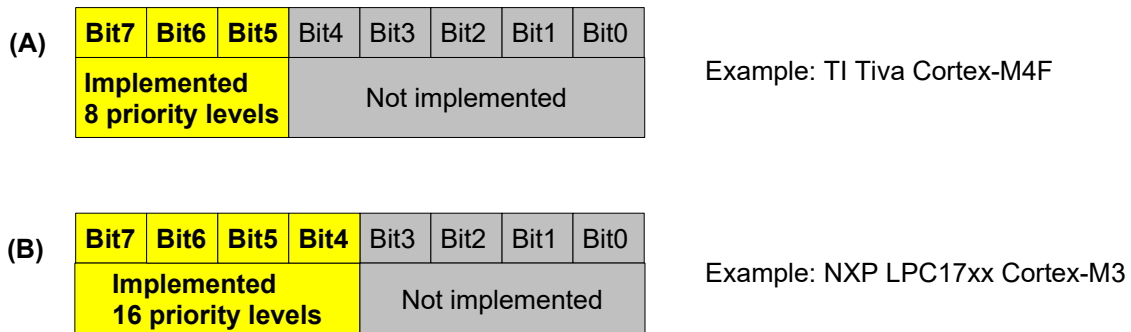 (A)
Bit7 Bit6 Bit5 Bit4 Bit3 Bit2 Bit1 Bit0
Implemented
8 priority levels
Not implemented
Example: TI Tiva Cortex-M4F
(B)
Bit7 Bit6 Bit5 Bit4 Bit3 Bit2 Bit1 Bit0
Implemented
16 priority levels
Not implemented
Example: NXP LPC17xx Cortex-M3